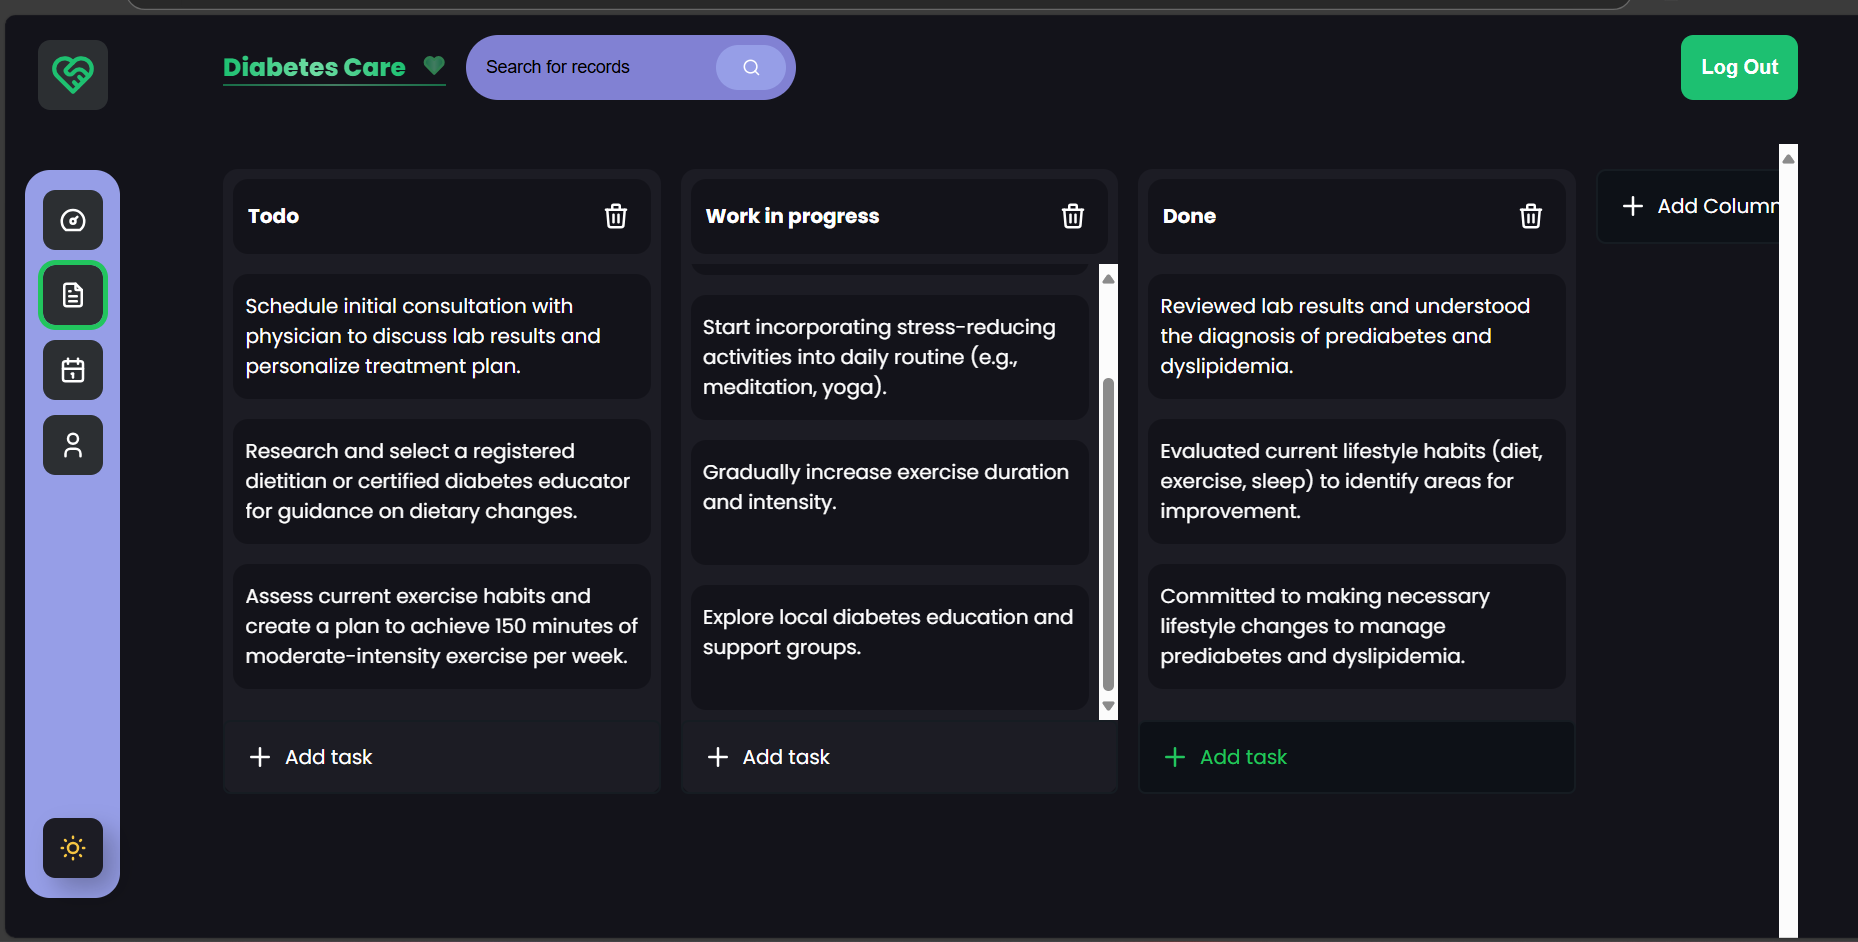 Diabetes Care
Search for records
Log Out
Todo
Schedule initial consultation with
physician to discuss lab results and
personalize treatment plan.
Research and select a registered
dietitian or certified diabetes educator
for guidance on dietary changes.
Assess current exercise habits and
create a plan to achieve 150 minutes of
moderate-intensity exercise per week.
Add task
Work in progress
Start incorporating stress-reducing
activities into daily routine (e.g.,
meditation, yoga).
Gradually increase exercise duration
and intensity.
Explore local diabetes education and
support groups.
Add task
Done
Reviewed lab results and understood
the diagnosis of prediabetes and
dyslipidemia.
Evaluated current lifestyle habits (diet,
exercise, sleep) to identify areas for
improvement.
Committed to making necessary
lifestyle changes to manage
prediabetes and dyslipidemia.
Add task
Add Column